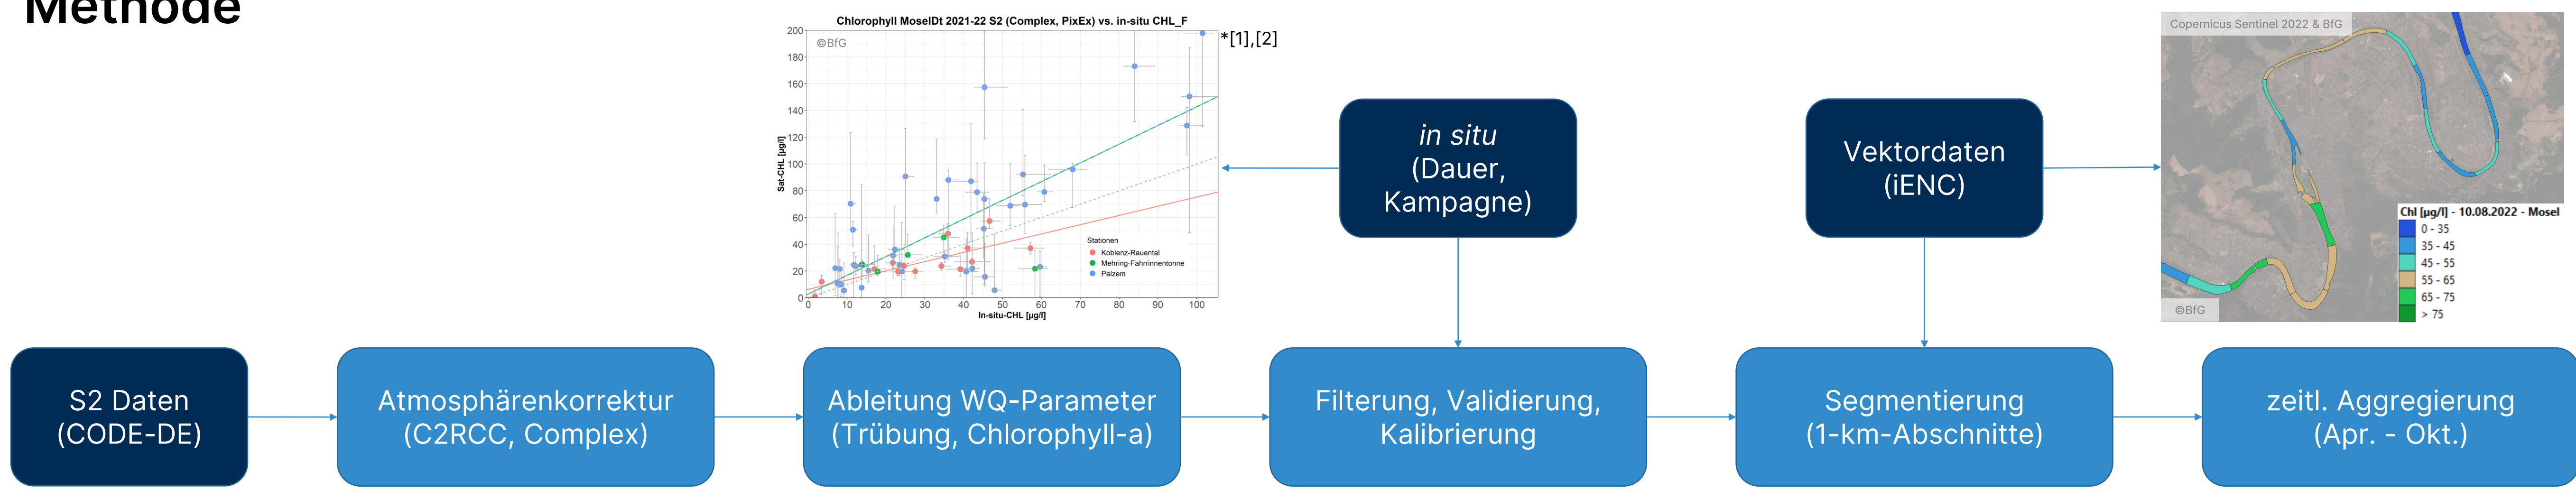 Methode
Chlorophyll MoselDt 2021-22 S2 (Complex, PixEx) vs. in-situ CHL_F
©BfG
*[1],[2]
Sat-CHL [µg/l]
200
180
160
140
120
100
80
60
40
20
0
0 10 20 30 40 50 60 70 80 90 100
In-situ-CHL [µg/l]
Stationen
Koblenz-Rauental
Mehring-Fahrrinnentonne
Palzem
in situ
(Dauer,
Kampagne)
Vektordaten
(iENC)
Copernicus Sentinel 2022 & BfG
Chl [µg/l] - 10.08.2022 - Mosel
0 - 35
35 - 45
45 - 55
55 - 65
65 - 75
> 75
©BfG
S2 Daten
(CODE-DE)
Atmosphärenkorrektur
(C2RCC, Complex)
Ableitung WQ-Parameter
(Trübung, Chlorophyll-a)
Filterung, Validierung,
Kalibrierung
Segmentierung
(1-km-Abschnitte)
zeitl. Aggregierung
(Apr. - Okt.)